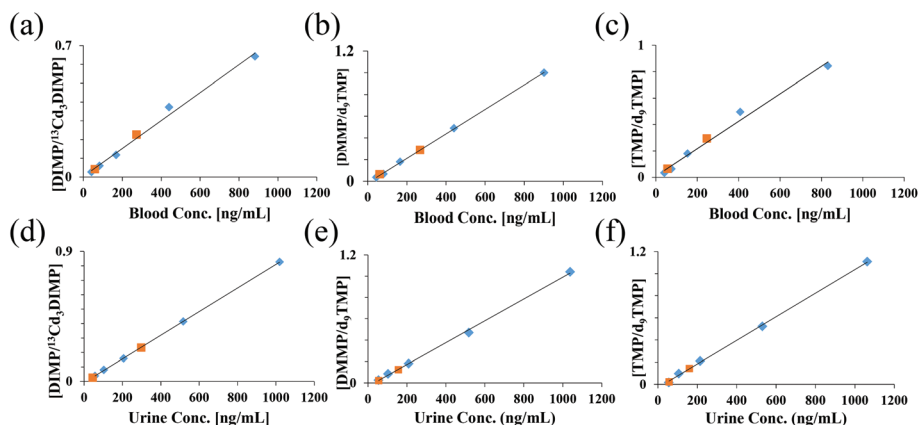 (a)
[DIMP/¹³Cd₃DIMP]
0.7
0
0 200 400 600 800 1000 1200
Blood Conc. [ng/mL]
(b)
[DMMP/d₉TMP]
1.2
0
0 200 400 600 800 1000 1200
Blood Conc. [ng/mL]
(c)
[TMP/d₉TMP]
1
0
0 200 400 600 800 1000 1200
Blood Conc. [ng/mL]
(d)
[DIMP/¹³Cd₃DIMP]
0.9
0
0 200 400 600 800 1000 1200
Urine Conc. [ng/mL]
(e)
[DMMP/d₉TMP]
1.2
0
0 200 400 600 800 1000 1200
Urine Conc. (ng/mL)
(f)
[TMP/d₉TMP]
1.2
0
0 200 400 600 800 1000 1200
Urine Conc. (ng/mL)